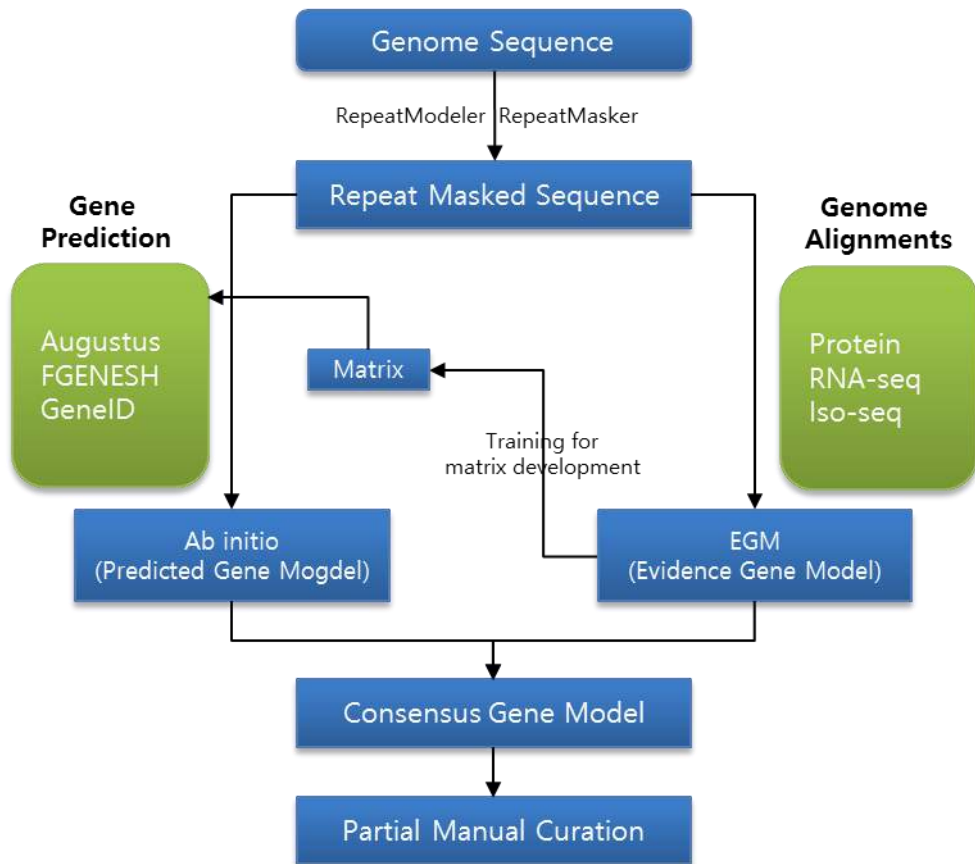 Genome Sequence
RepeatModeler RepeatMasker
Repeat Masked Sequence
Gene
Prediction
Genome
Alignments
Augustus
FGENESH
GeneID
Matrix
Protein
RNA-seq
Iso-seq
Training for
matrix development
Ab initio
(Predicted Gene Mogdel)
EGM
(Evidence Gene Model)
Consensus Gene Model
Partial Manual Curation